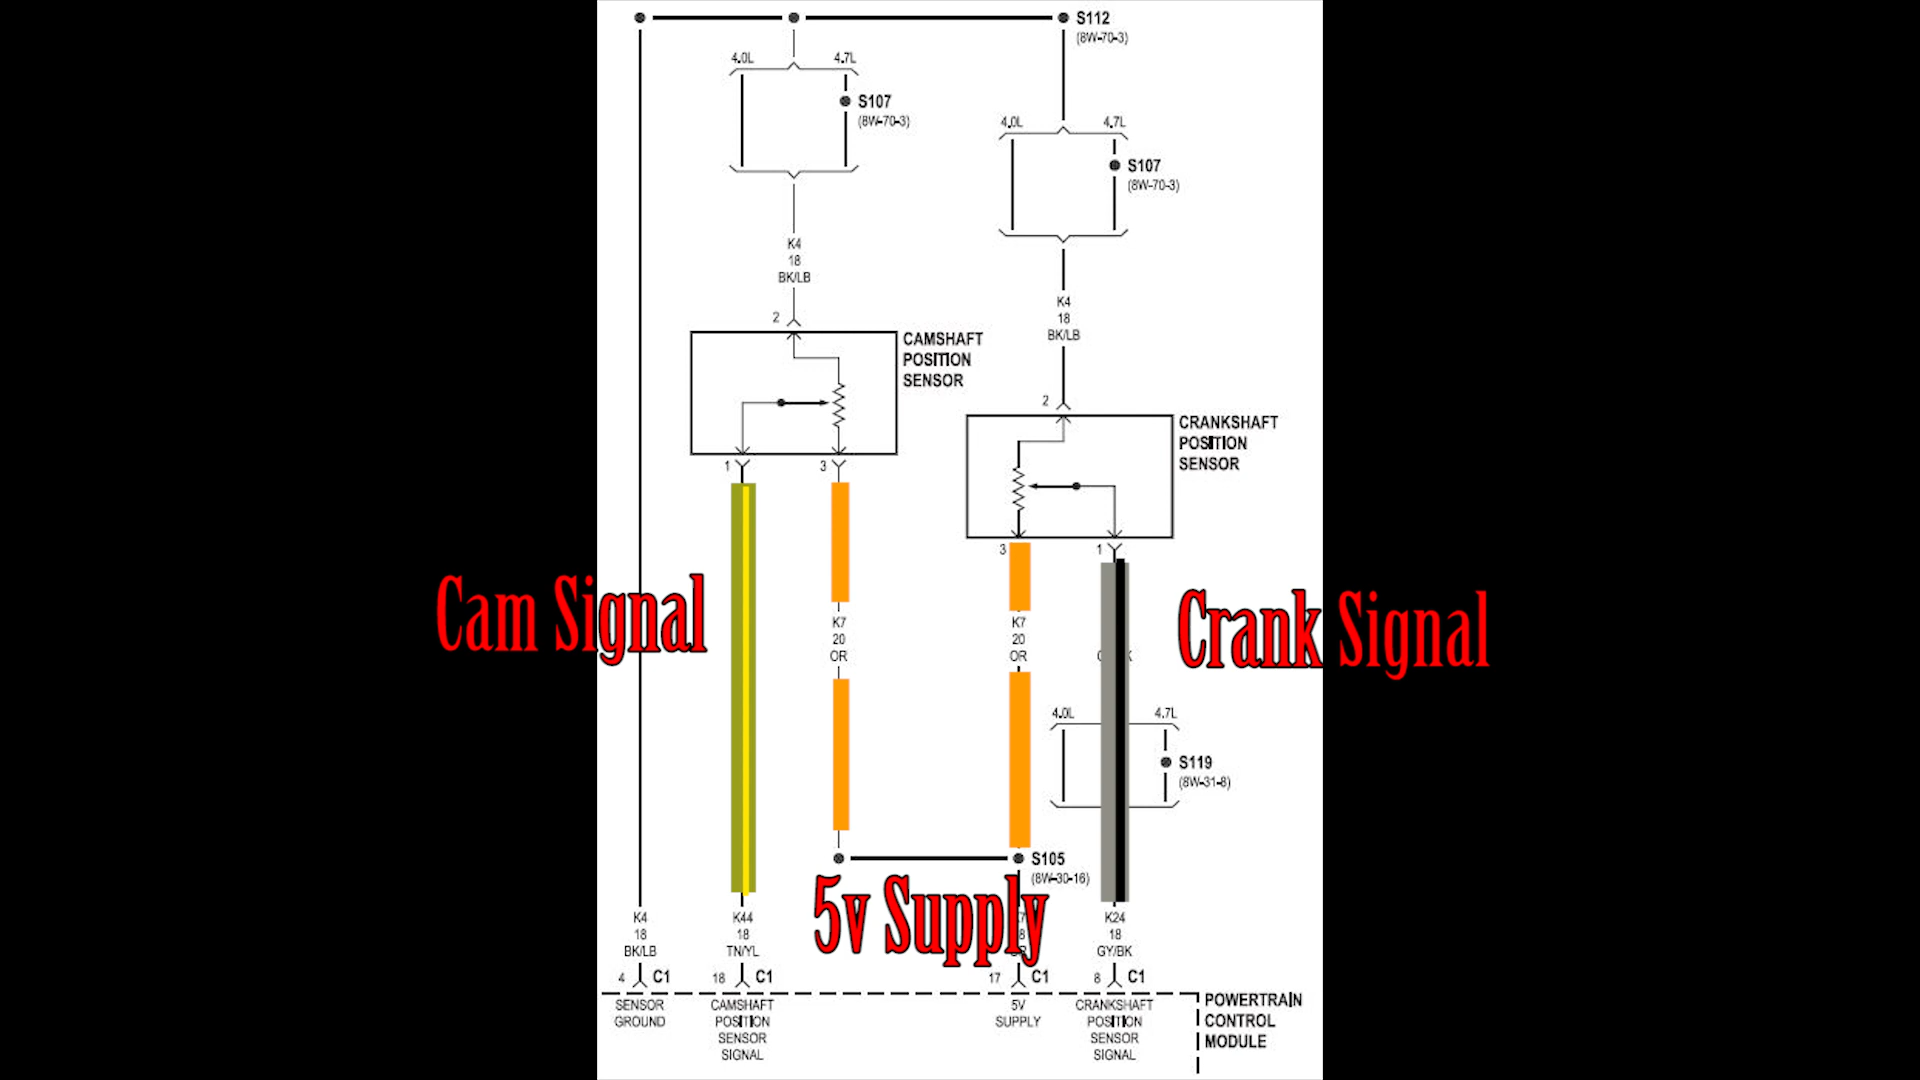 S112
(8W-70-3)
4.0L
4.7L
S107
(8W-70-3)
4.0L
4.7L
S107
(8W-70-3)
K4
18
BK/LB
K4
18
BK/LB
2
CAMSHAFT
POSITION
SENSOR
2
CRANKSHAFT
POSITION
SENSOR
1
3
3
1
Cam Signal
Crank Signal
K7
20
OR
K7
20
OR
4.0L
4.7L
S119
(8W-31-8)
S105
(8W-30-16)
5v Supply
K4
18
BK/LB
K44
18
TN/YL
K24
18
GY/BK
4
C1
18
C1
17
C1
8
C1
SENSOR
GROUND
CAMSHAFT
POSITION
SENSOR
SIGNAL
5V
SUPPLY
CRANKSHAFT
POSITION
SENSOR
SIGNAL
POWERTRAIN
CONTROL
MODULE